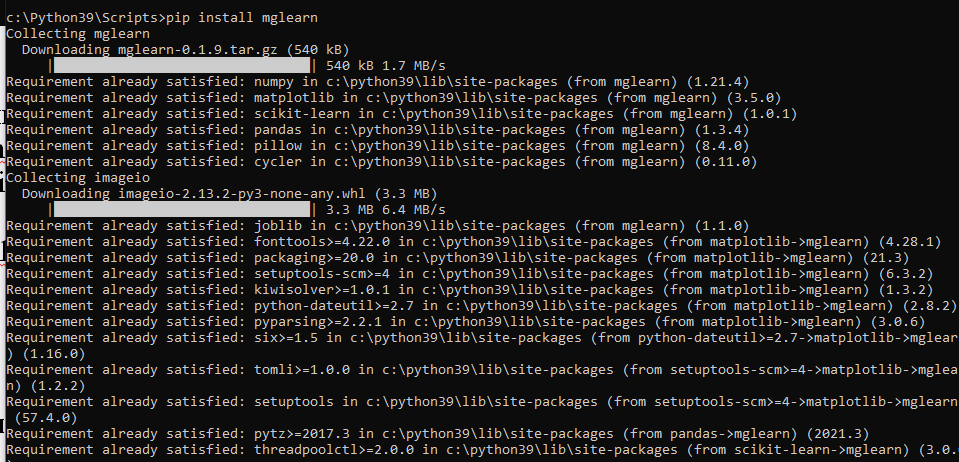 c:\Python39\Scripts>pip install mglearn
Collecting mglearn
  Downloading mglearn-0.1.9.tar.gz (540 kB)
     |                                | 540 kB 1.7 MB/s
Requirement already satisfied: numpy in c:\python39\lib\site-packages (from mglearn) (1.21.4)
Requirement already satisfied: matplotlib in c:\python39\lib\site-packages (from mglearn) (3.5.0)
Requirement already satisfied: scikit-learn in c:\python39\lib\site-packages (from mglearn) (1.0.1)
Requirement already satisfied: pandas in c:\python39\lib\site-packages (from mglearn) (1.3.4)
Requirement already satisfied: pillow in c:\python39\lib\site-packages (from mglearn) (8.4.0)
Requirement already satisfied: cycler in c:\python39\lib\site-packages (from mglearn) (0.11.0)
Collecting imageio
  Downloading imageio-2.13.2-py3-none-any.whl (3.3 MB)
     |                                | 3.3 MB 6.4 MB/s
Requirement already satisfied: joblib in c:\python39\lib\site-packages (from mglearn) (1.1.0)
Requirement already satisfied: fonttools>=4.22.0 in c:\python39\lib\site-packages (from matplotlib->mglearn) (4.28.1)
Requirement already satisfied: packaging>=20.0 in c:\python39\lib\site-packages (from matplotlib->mglearn) (21.3)
Requirement already satisfied: setuptools-scm>=4 in c:\python39\lib\site-packages (from matplotlib->mglearn) (6.3.2)
Requirement already satisfied: kiwisolver>=1.0.1 in c:\python39\lib\site-packages (from matplotlib->mglearn) (1.3.2)
Requirement already satisfied: python-dateutil>=2.7 in c:\python39\lib\site-packages (from matplotlib->mglearn) (2.8.2)
Requirement already satisfied: pyparsing>=2.2.1 in c:\python39\lib\site-packages (from matplotlib->mglearn) (3.0.6)
Requirement already satisfied: six>=1.5 in c:\python39\lib\site-packages (from python-dateutil>=2.7->matplotlib->mglearn
) (1.16.0)
Requirement already satisfied: tomli>=1.0.0 in c:\python39\lib\site-packages (from setuptools-scm>=4->matplotlib->mglear
n) (1.2.2)
Requirement already satisfied: setuptools in c:\python39\lib\site-packages (from setuptools-scm>=4->matplotlib->mglearn)
 (57.4.0)
Requirement already satisfied: pytz>=2017.3 in c:\python39\lib\site-packages (from pandas->mglearn) (2021.3)
Requirement already satisfied: threadpoolctl>=2.0.0 in c:\python39\lib\site-packages (from scikit-learn->mglearn) (3.0.